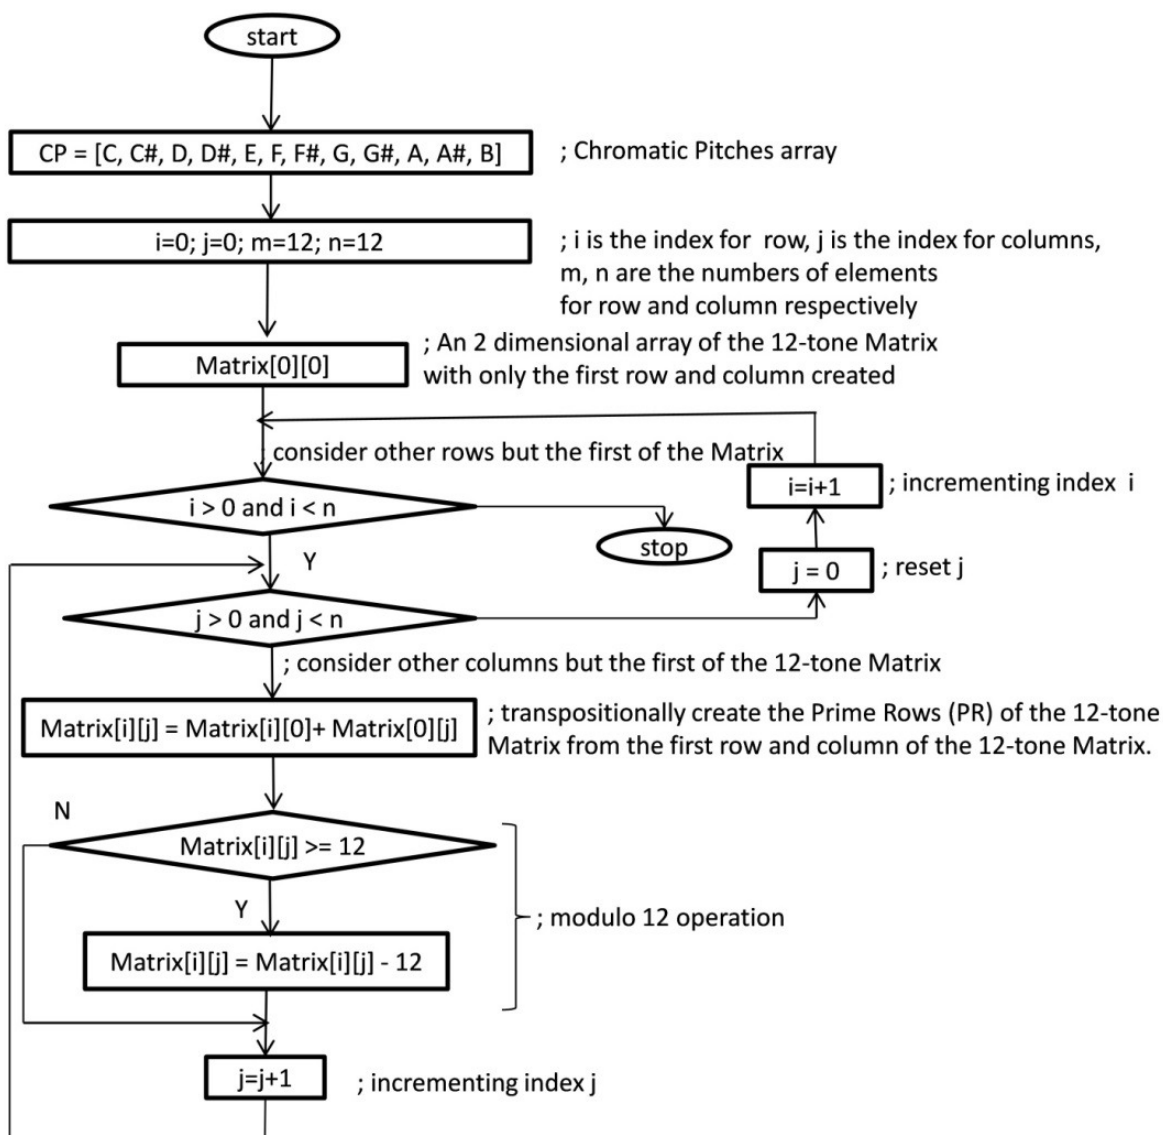 start
CP = [C, C#, D, D#, E, F, F#, G, G#, A, A#, B]
; Chromatic Pitches array
i=0; j=0; m=12; n=12
; i is the index for row, j is the index for columns,
m, n are the numbers of elements
for row and column respectively
Matrix[0][0]
; An 2 dimensional array of the 12-tone Matrix
with only the first row and column created
; consider other rows but the first of the Matrix
i=i+1
; incrementing index i
i > 0 and i < n
stop
Y
j = 0
; reset j
j > 0 and j < n
; consider other columns but the first of the 12-tone Matrix
Matrix[i][j] = Matrix[i][0]+ Matrix[0][j]
; transpositionally create the Prime Rows (PR) of the 12-tone
Matrix from the first row and column of the 12-tone Matrix.
N
Matrix[i][j] >= 12
Y
; modulo 12 operation
Matrix[i][j] = Matrix[i][j] - 12
j=j+1
; incrementing index j